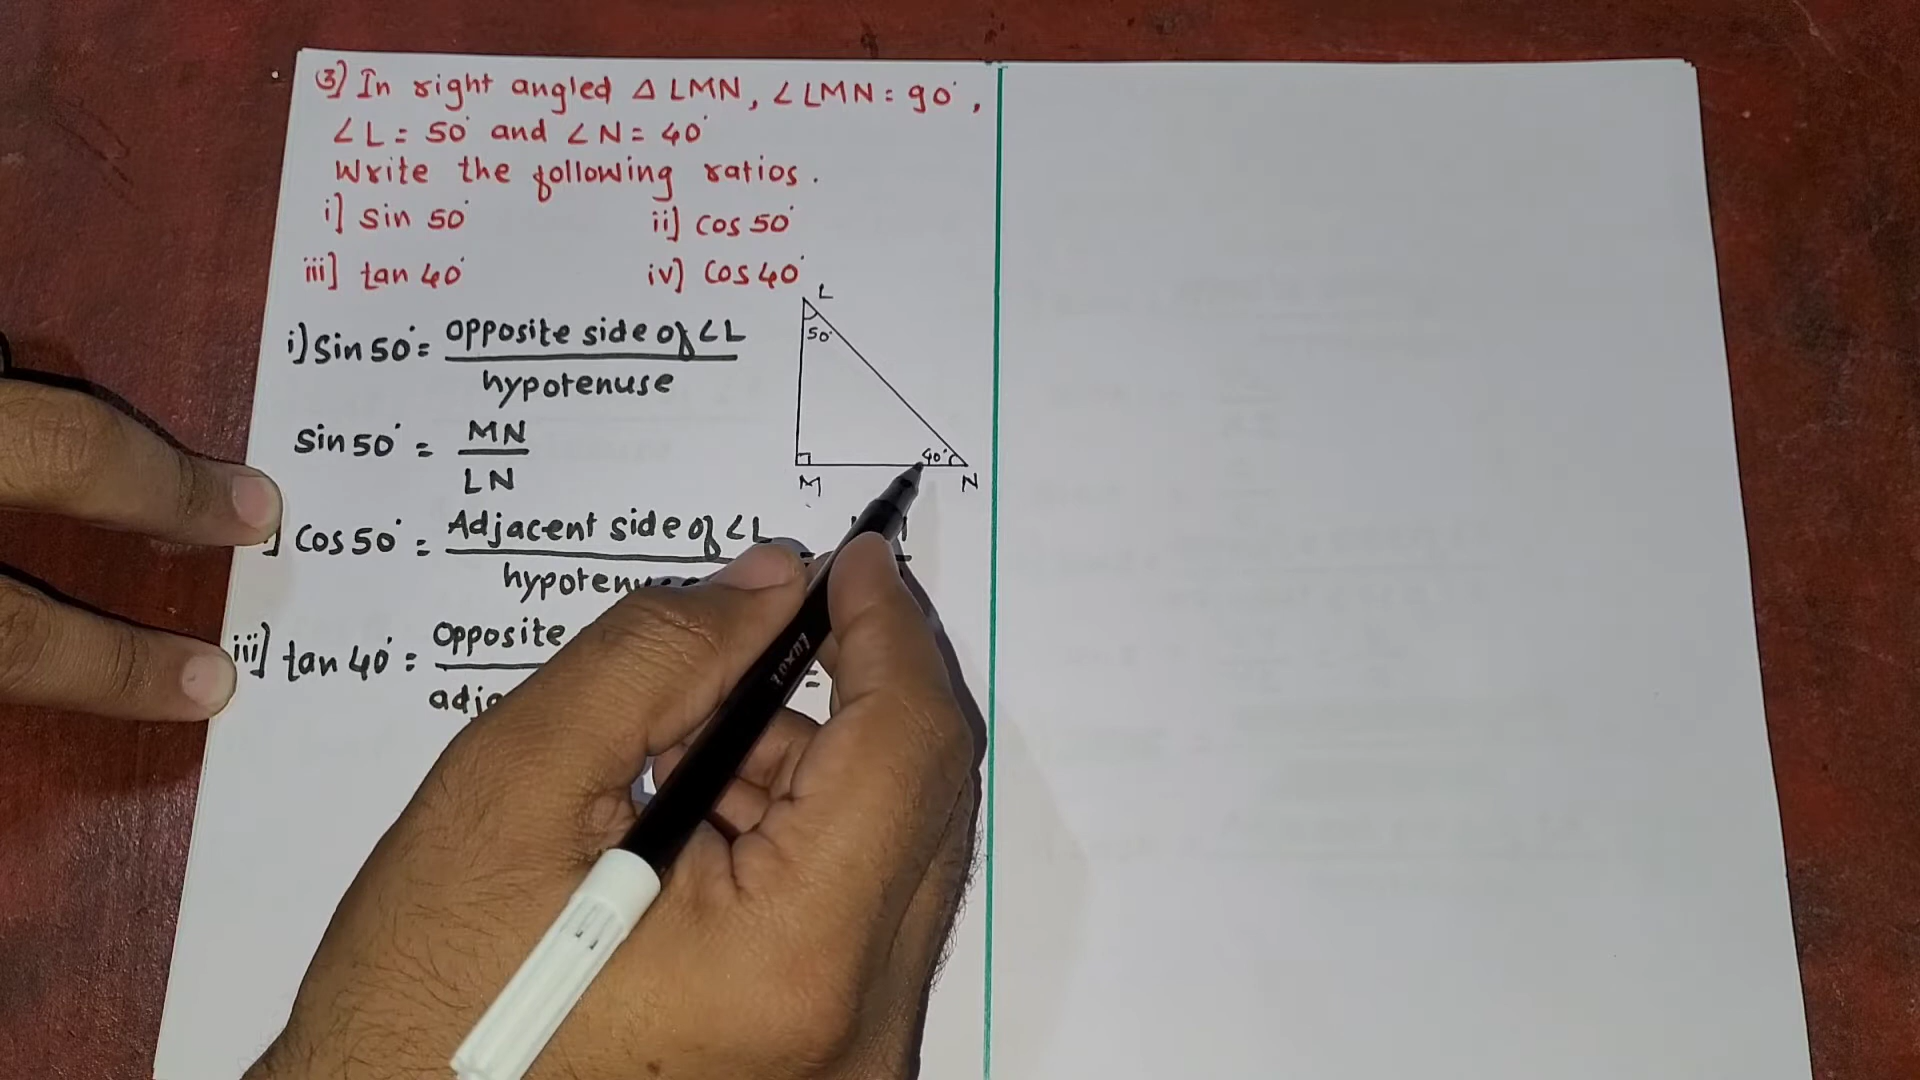 3] In right angled △ LMN, ∠LMN = 90°,
∠L = 50° and ∠N = 40°
Write the following ratios.
i] sin 50° ii] cos 50°
iii] tan 40° iv] cos 40°
L
50°
40°
M N
i) Sin 50° = opposite side of ∠L
hypotenuse
sin 50° = MN
LN
] cos 50° = Adjacent side of ∠L =
iii] tan 40° = opposite =
Luxor